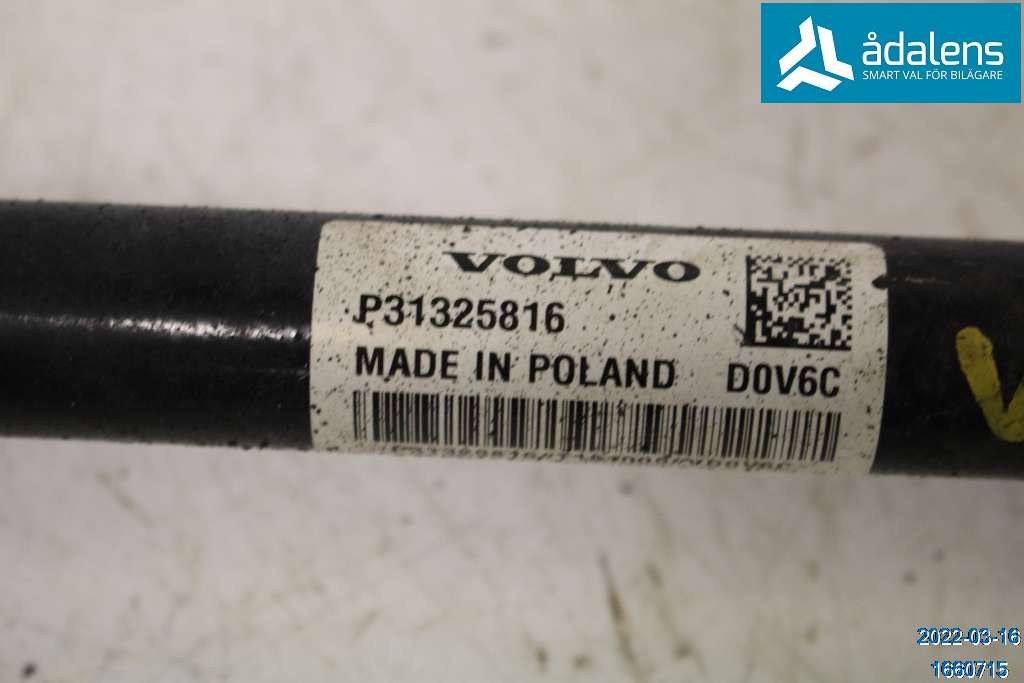 ådalens
SMART VAL FÖR BILÄGARE
VOLVO
P31325816
MADE IN POLAND D0V6C
2022-03-16
1660715